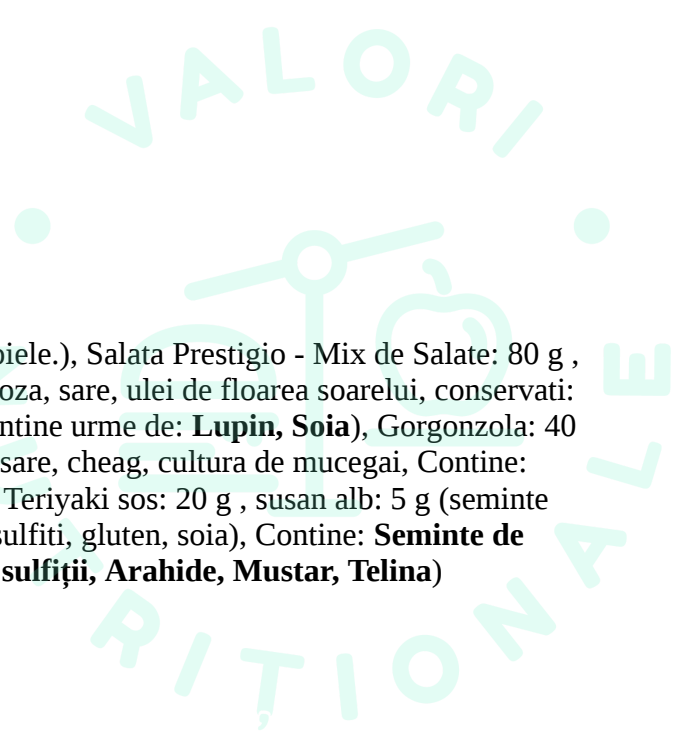 VALORI
piele.), Salata Prestigio - Mix de Salate: 80 g ,
oza, sare, ulei de floarea soarelui, conservati:
ntine urme de: Lupin, Soia), Gorgonzola: 40
sare, cheag, cultura de mucegai, Contine:
Teriyaki sos: 20 g , susan alb: 5 g (seminte
sulfiti, gluten, soia), Contine: Seminte de
sulfiții, Arahide, Mustar, Telina)
TRITIONALE